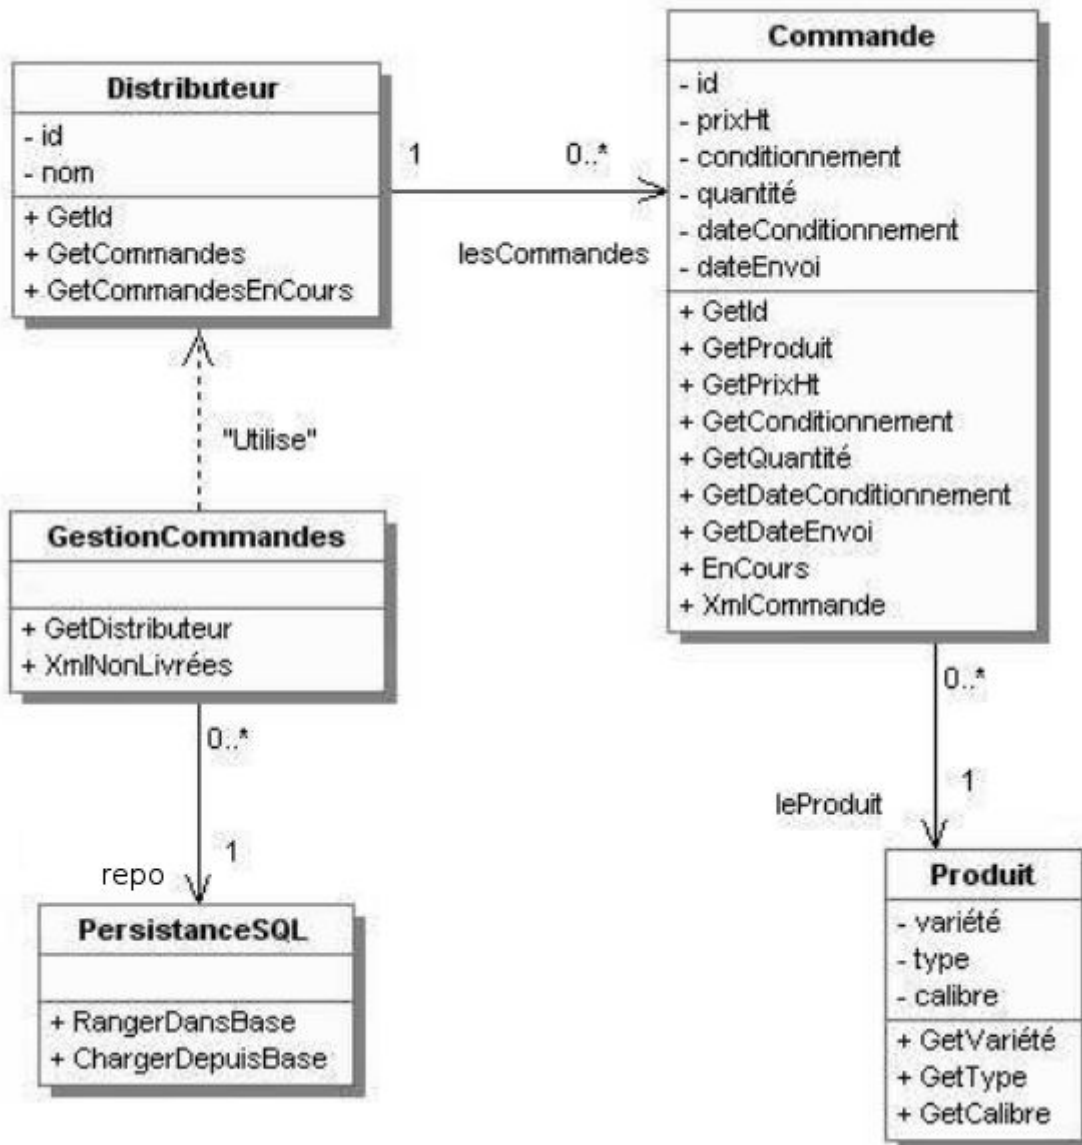 Distributeur
- id
- nom
+ GetId
+ GetCommandes
+ GetCommandesEnCours
1
0..*
lesCommandes
Commande
- id
- prixHt
- conditionnement
- quantité
- dateConditionnement
- dateEnvoi
+ GetId
+ GetProduit
+ GetPrixHt
+ GetConditionnement
+ GetQuantité
+ GetDateConditionnement
+ GetDateEnvoi
+ EnCours
+ XmlCommande
"Utilise"
GestionCommandes
+ GetDistributeur
+ XmlNonLivrées
0..*
1
repo
PersistanceSQL
+ RangerDansBase
+ ChargerDepuisBase
0..*
1
leProduit
Produit
- variété
- type
- calibre
+ GetVariété
+ GetType
+ GetCalibre